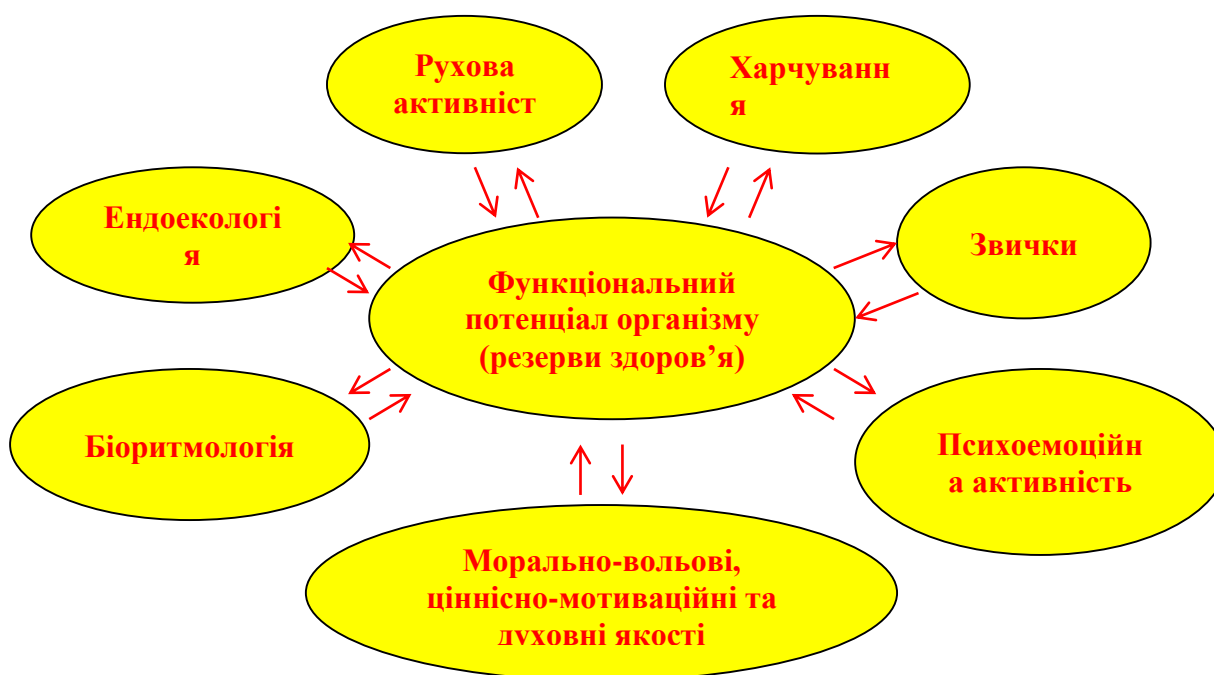 Рухова
активніст
Харчуванн
я
Ендоекологі
я
Звички
Функціональний
потенціал організму
(резерви здоров’я)
Біоритмологія
Психоемоційн
а активність
Морально-вольові,
ціннісно-мотиваційні та
духовні якості